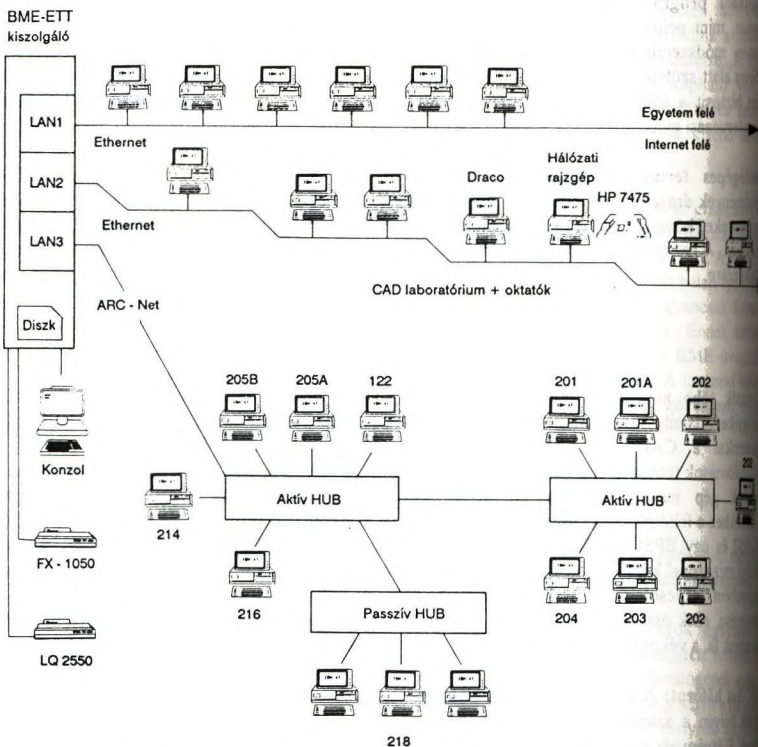 BME-ETT
kiszolgáló
LAN1
Ethernet
Egyetem felé
Internet felé
LAN2
Ethernet
Draco
Hálózati
rajzgép
HP 7475
LAN3
ARC - Net
CAD laboratórium + oktatók
Diszk
Konzol
FX - 1050
LQ 2550
205B
205A
122
201
201A
202
Aktív HUB
Aktív HUB
214
216
204
203
202
Passzív HUB
218